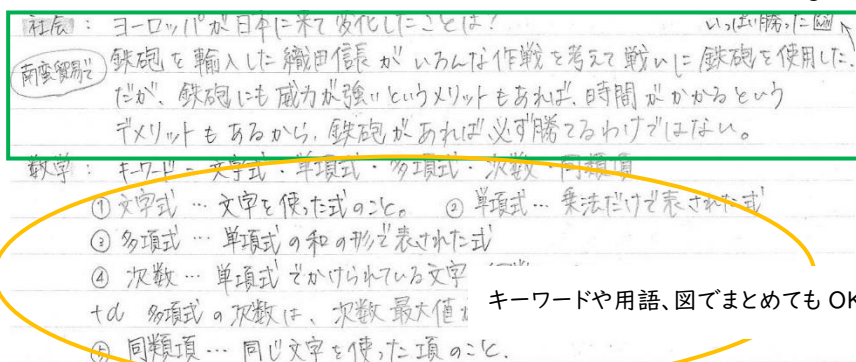 社会：ヨーロッパが日本に来て変化したことは？ いっぱい勝った
南蛮貿易で 鉄砲を輸入した織田信長がいろんな作戦を考えて戦いに鉄砲を使用した。
だが、鉄砲にも威力が強いというメリットもあれば、時間がかかるという
デメリットもあるから、鉄砲があれば必ず勝てるわけではない。
数学：キーワード - 文字式・単項式・多項式・次数・同類項
①文字式…文字を使った式のこと。 ②単項式…乗法だけで表された式
③多項式…単項式の和の形で表された式
④次数…単項式でかけられている文字
+α 多項式の次数は、次数 最大値
キーワードや用語、図でまとめても OK
⑤同類項…同じ文字を使った項のこと。